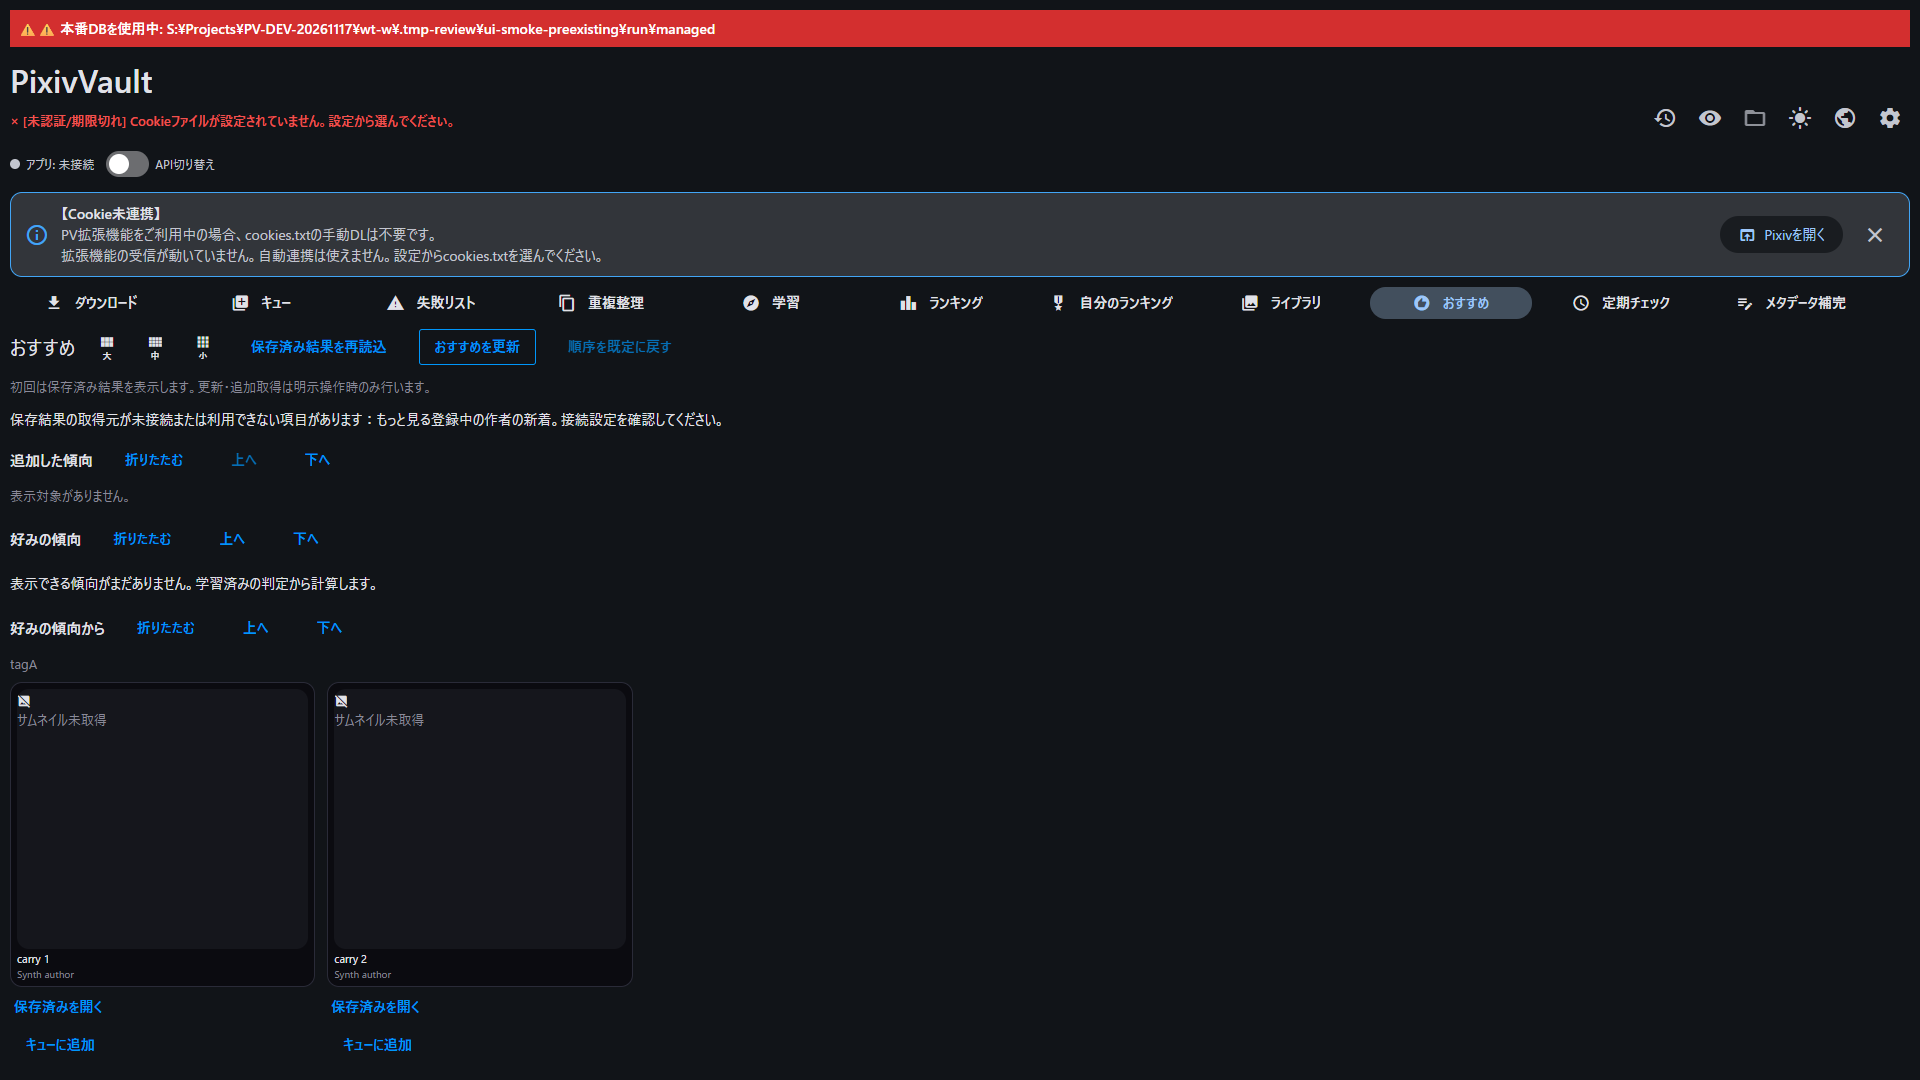 本番DBを使用中: S:¥Projects¥PV-DEV-20261117¥wt-w¥.tmp-review¥ui-smoke-preexisting¥run¥managed
PixivVault
× [未認証/期限切れ] Cookieファイルが設定されていません。設定から選んでください。
アプリ: 未接続 API切り替え
【Cookie未連携】
PV拡張機能をご利用中の場合、cookies.txtの手動DLは不要です。
拡張機能の受信が動いていません。自動連携は使えません。設定からcookies.txtを選んでください。
Pixivを開く
ダウンロード キュー 失敗リスト 重複整理 学習 ランキング 自分のランキング ライブラリ おすすめ 定期チェック メタデータ補完
おすすめ 大 中 小 保存済み結果を再読込 おすすめを更新 順序を既定に戻す
初回は保存済み結果を表示します。更新・追加取得は明示操作時のみ行います。
保存結果の取得元が未接続または利用できない項目があります：もっと見る登録中の作者の新着。接続設定を確認してください。
追加した傾向 折りたたむ 上へ 下へ
表示対象がありません。
好みの傾向 折りたたむ 上へ 下へ
表示できる傾向がまだありません。学習済みの判定から計算します。
好みの傾向から 折りたたむ 上へ 下へ
tagA
サムネイル未取得 サムネイル未取得
carry 1 carry 2
Synth author Synth author
保存済みを開く 保存済みを開く
キューに追加 キューに追加